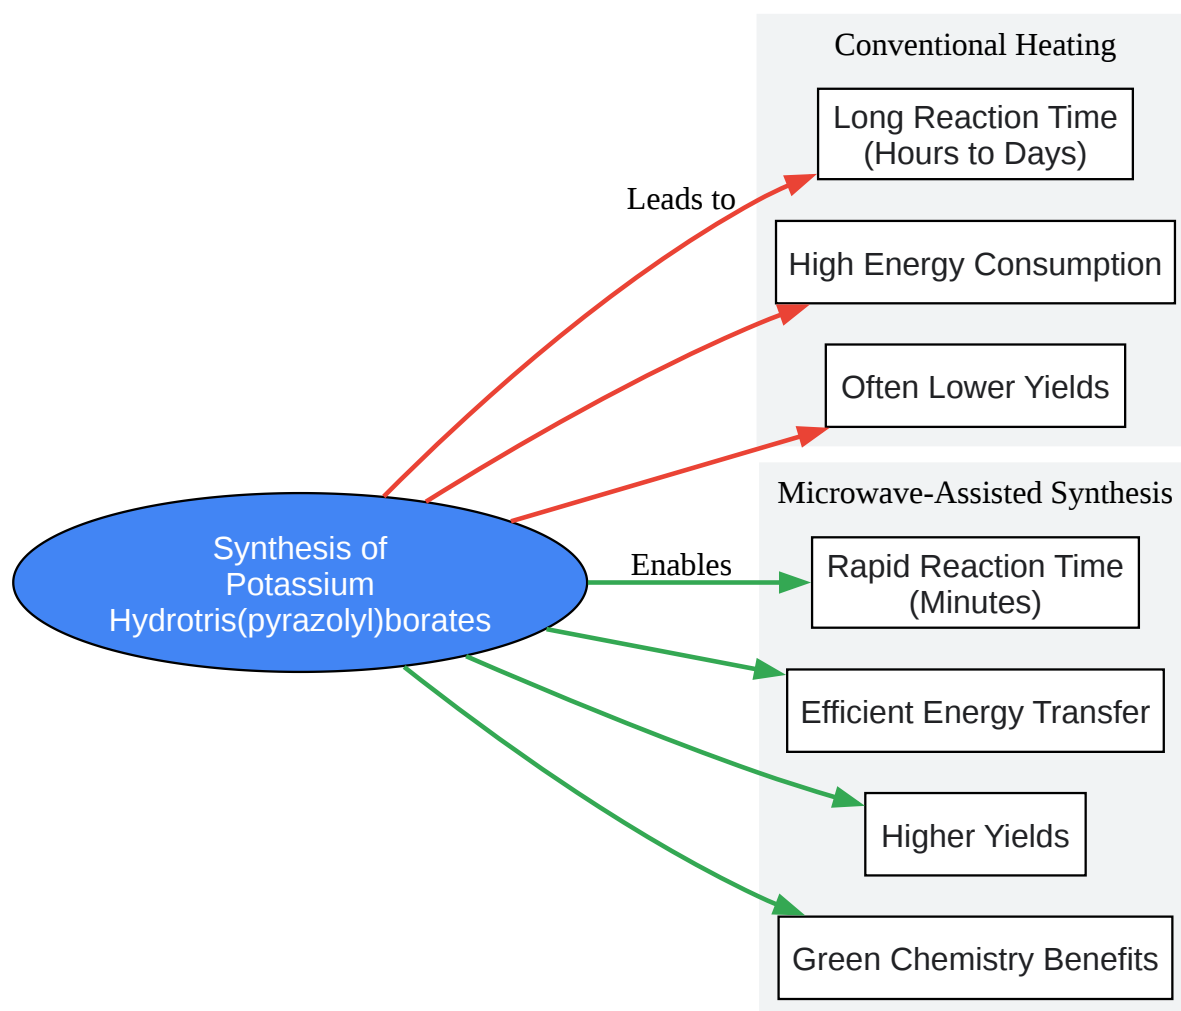 Conventional Heating
Long Reaction Time
(Hours to Days)
Leads to
High Energy Consumption
Often Lower Yields
Microwave-Assisted Synthesis
Synthesis of
Potassium
Hydrotris(pyrazolyl)borates
Enables
Rapid Reaction Time
(Minutes)
Efficient Energy Transfer
Higher Yields
Green Chemistry Benefits